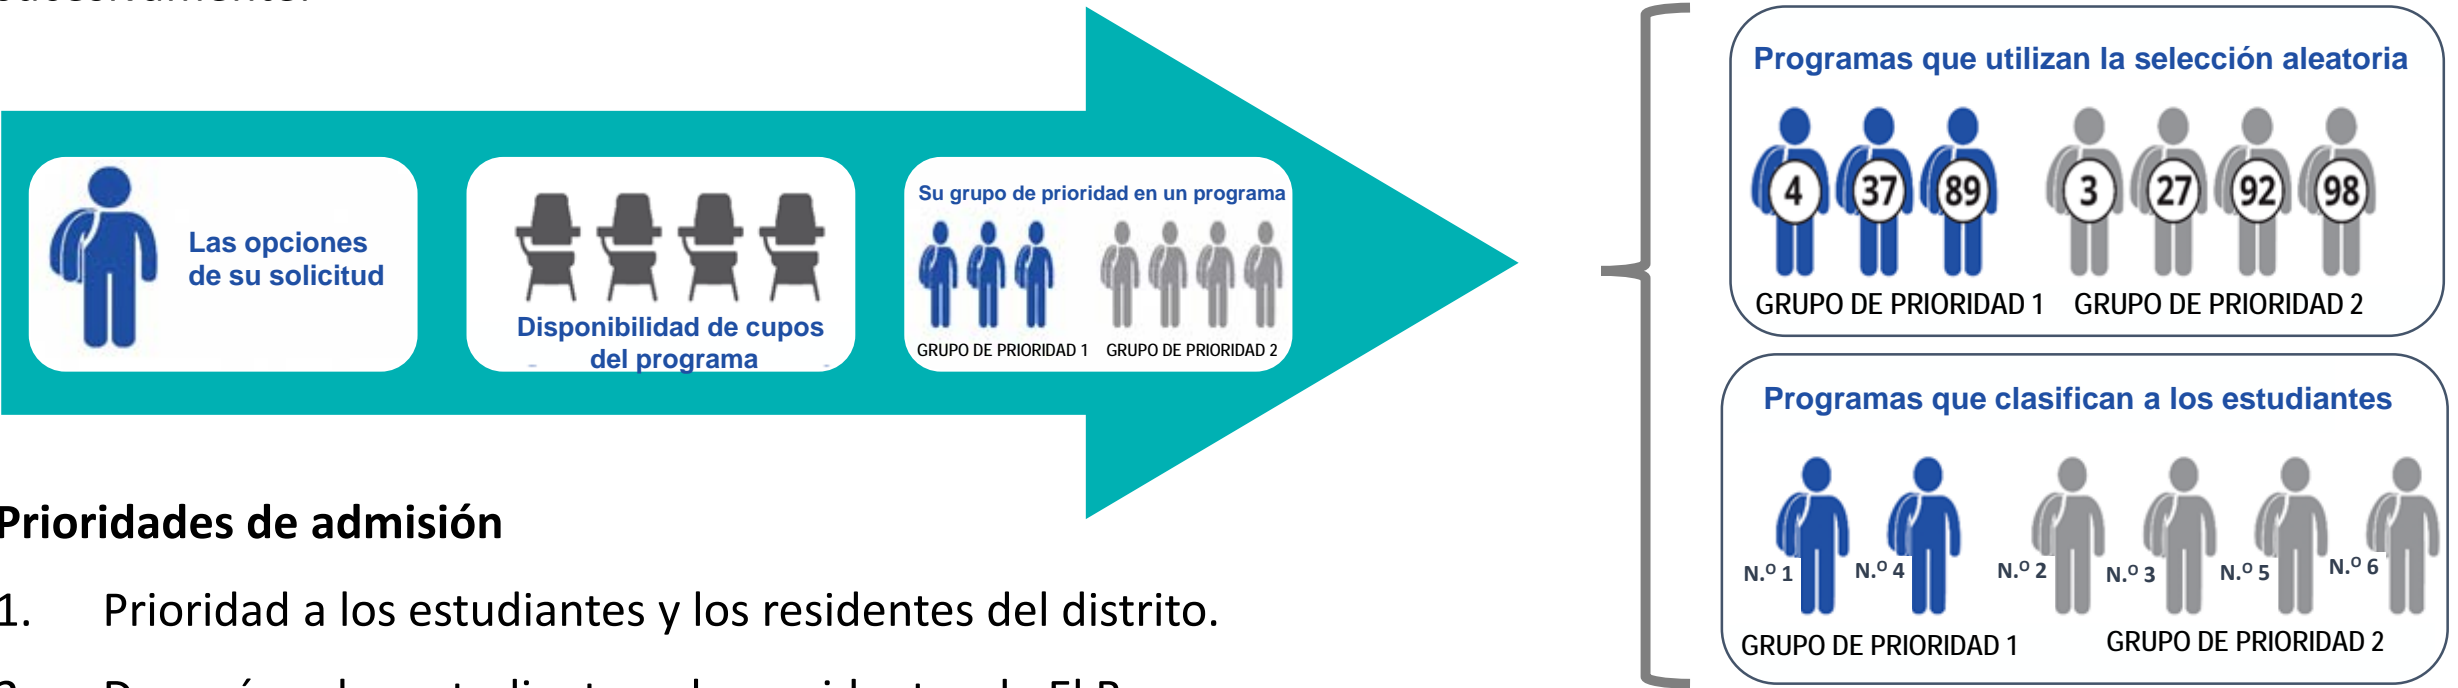 Las opciones
de su solicitud
Disponibilidad de cupos
del programa
Su grupo de prioridad en un programa
GRUPO DE PRIORIDAD 1 GRUPO DE PRIORIDAD 2
Programas que utilizan la selección aleatoria
4 37 89 3 27 92 98
GRUPO DE PRIORIDAD 1 GRUPO DE PRIORIDAD 2
Programas que clasifican a los estudiantes
N.º 1 N.º 4 N.º 2 N.º 3 N.º 5 N.º 6
GRUPO DE PRIORIDAD 1 GRUPO DE PRIORIDAD 2
Prioridades de admisión
1. Prioridad a los estudiantes y los residentes del distrito.